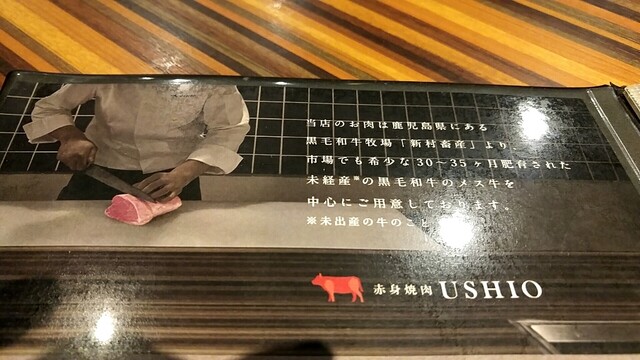 当店のお肉は鹿児島県にある
黒毛和牛牧場「新村畜産」より
市場でも希少な30〜35ヶ月肥育された
未経産※の黒毛和牛のメス牛を
中心にご用意しております。
※未出産の牛のこと
赤身焼肉 USHIO